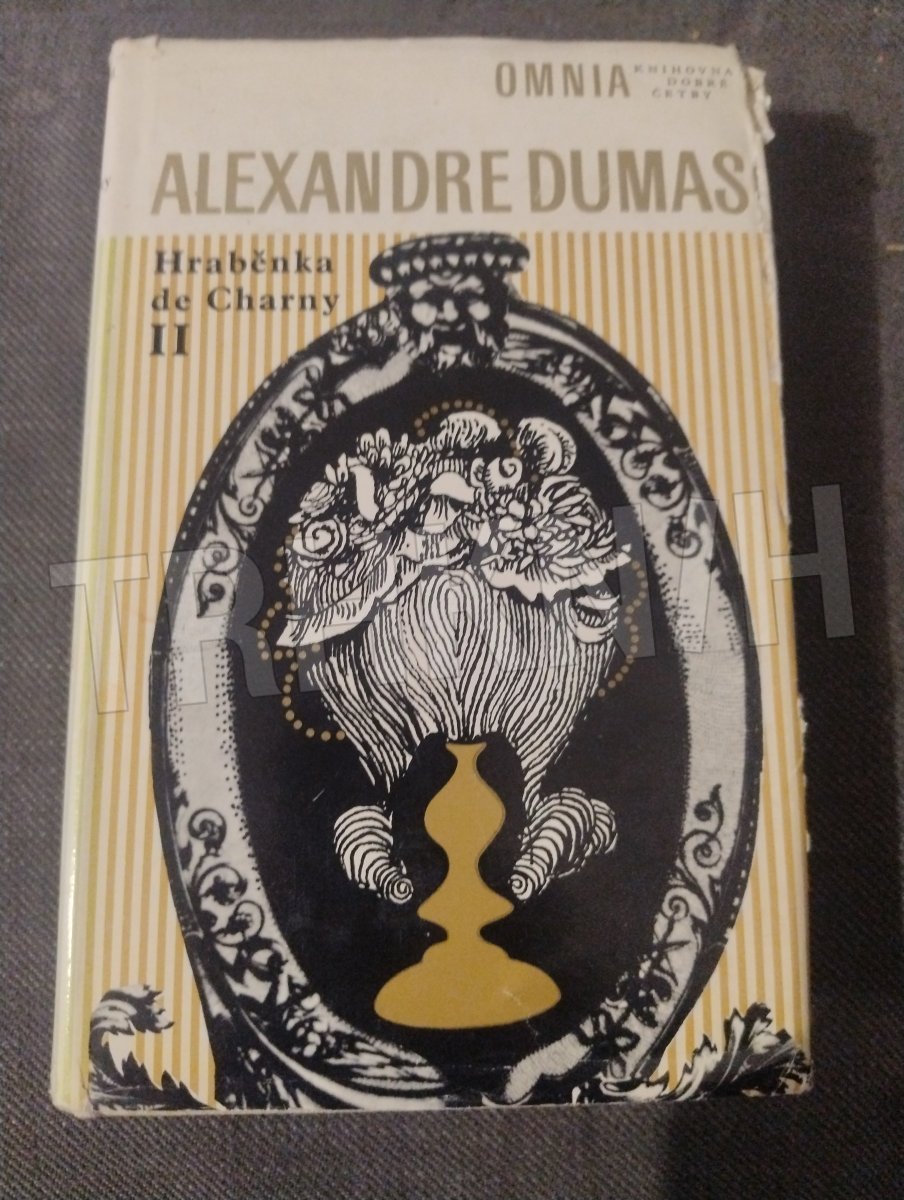 OMNIA KNIHOVNA
DOBRÉ
ČETBY
ALEXANDRE DUMAS
Hraběnka
de Charny
II